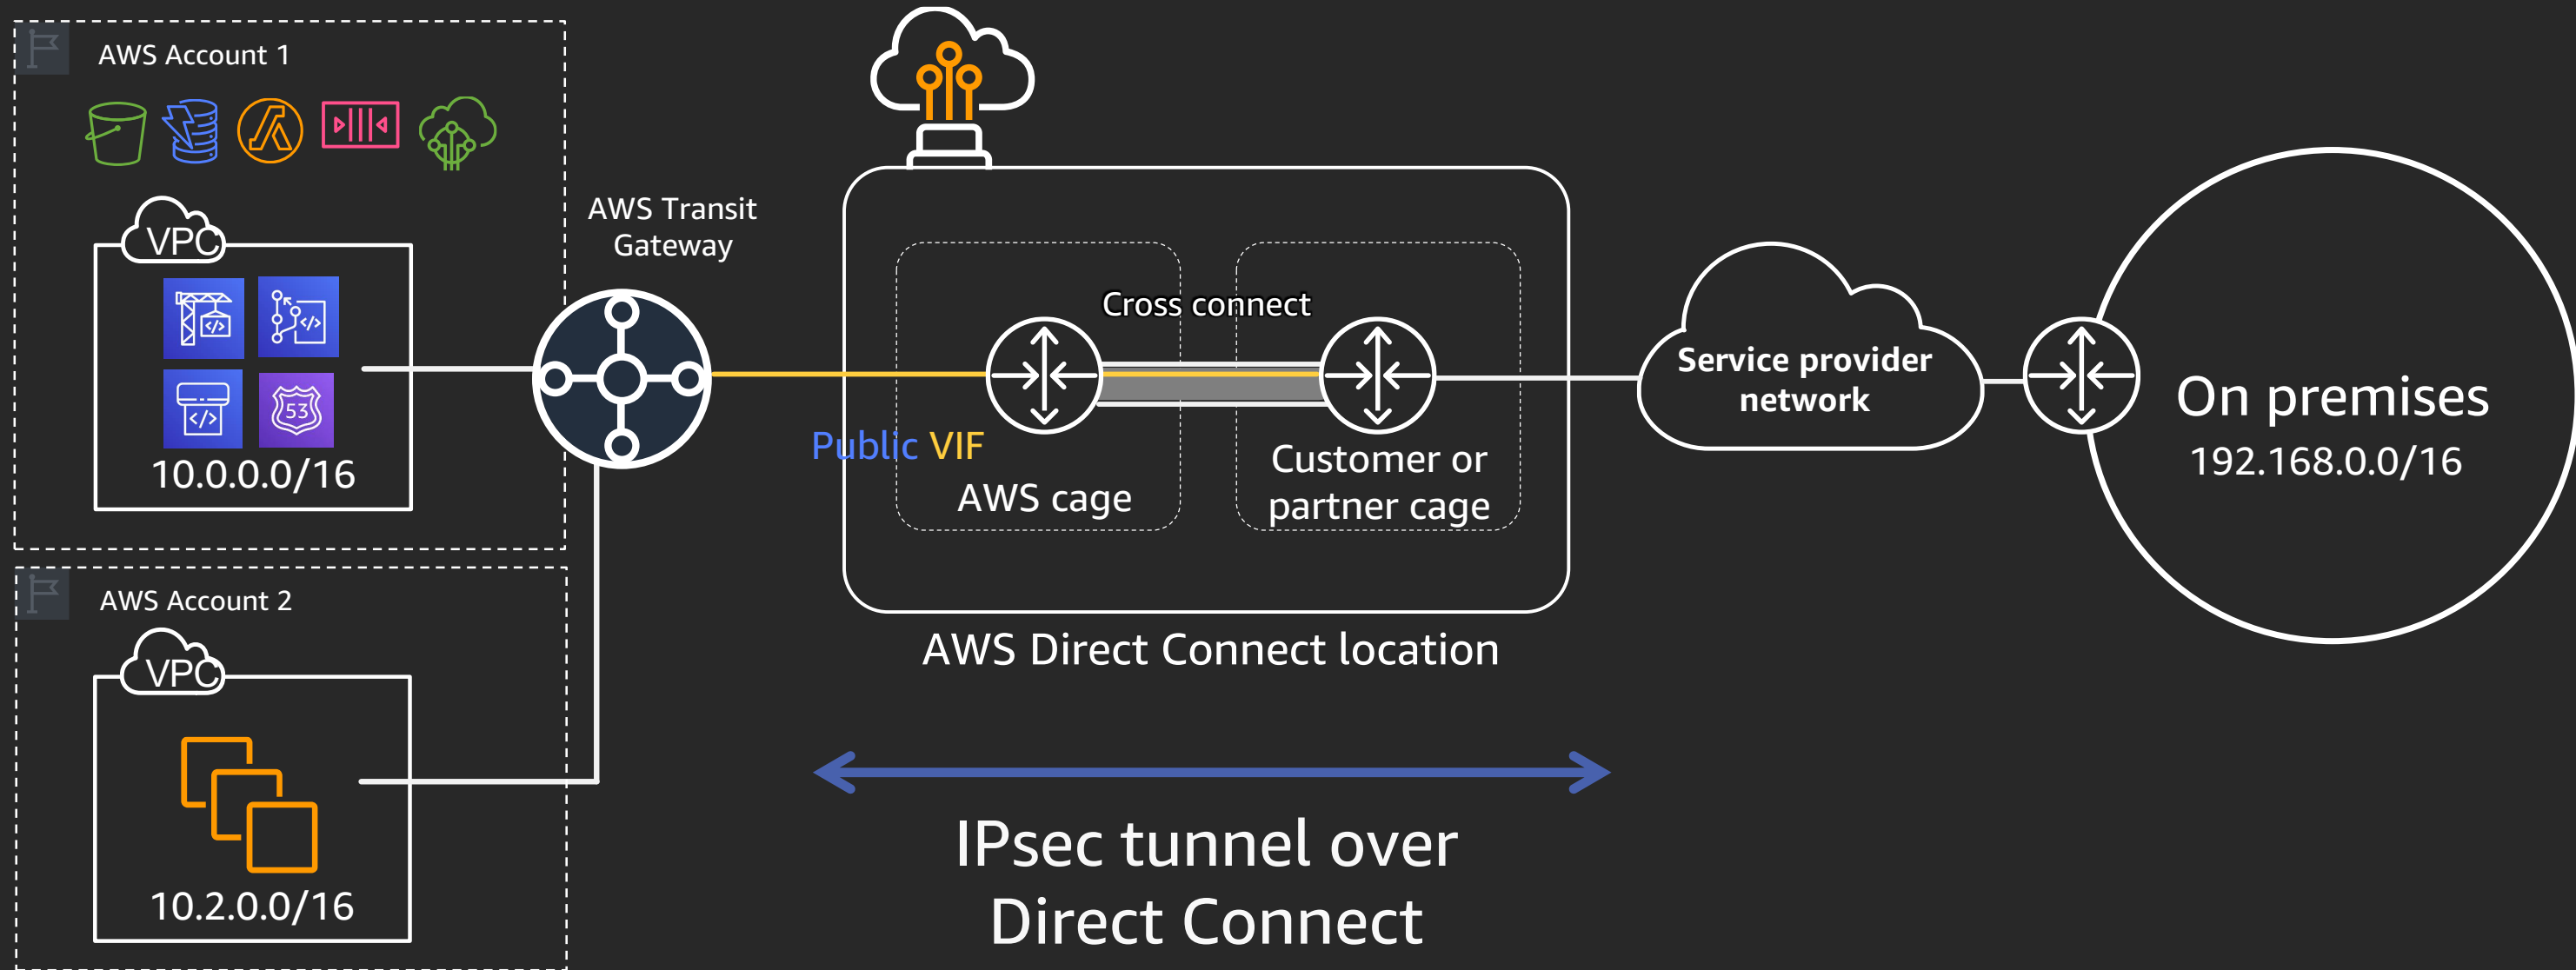 AWS Account 1
VPC
53
10.0.0.0/16
AWS Transit
Gateway
Public VIF
Cross connect
AWS cage
Customer or
partner cage
AWS Direct Connect location
Service provider
network
On premises
192.168.0.0/16
AWS Account 2
VPC
10.2.0.0/16
IPsec tunnel over
Direct Connect